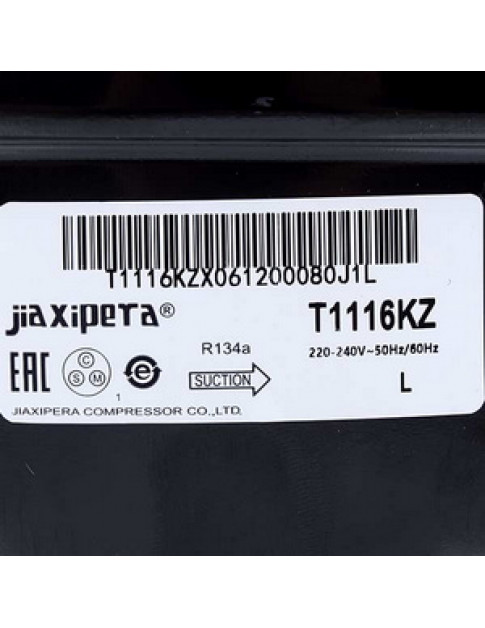 T1116KZX061200080J1L
jiaxipera®
T1116KZ
R134a
220-240V~50Hz/60Hz
EAC
C
S M
1
e
SUCTION
L
JIAXIPERA COMPRESSOR CO.,LTD.